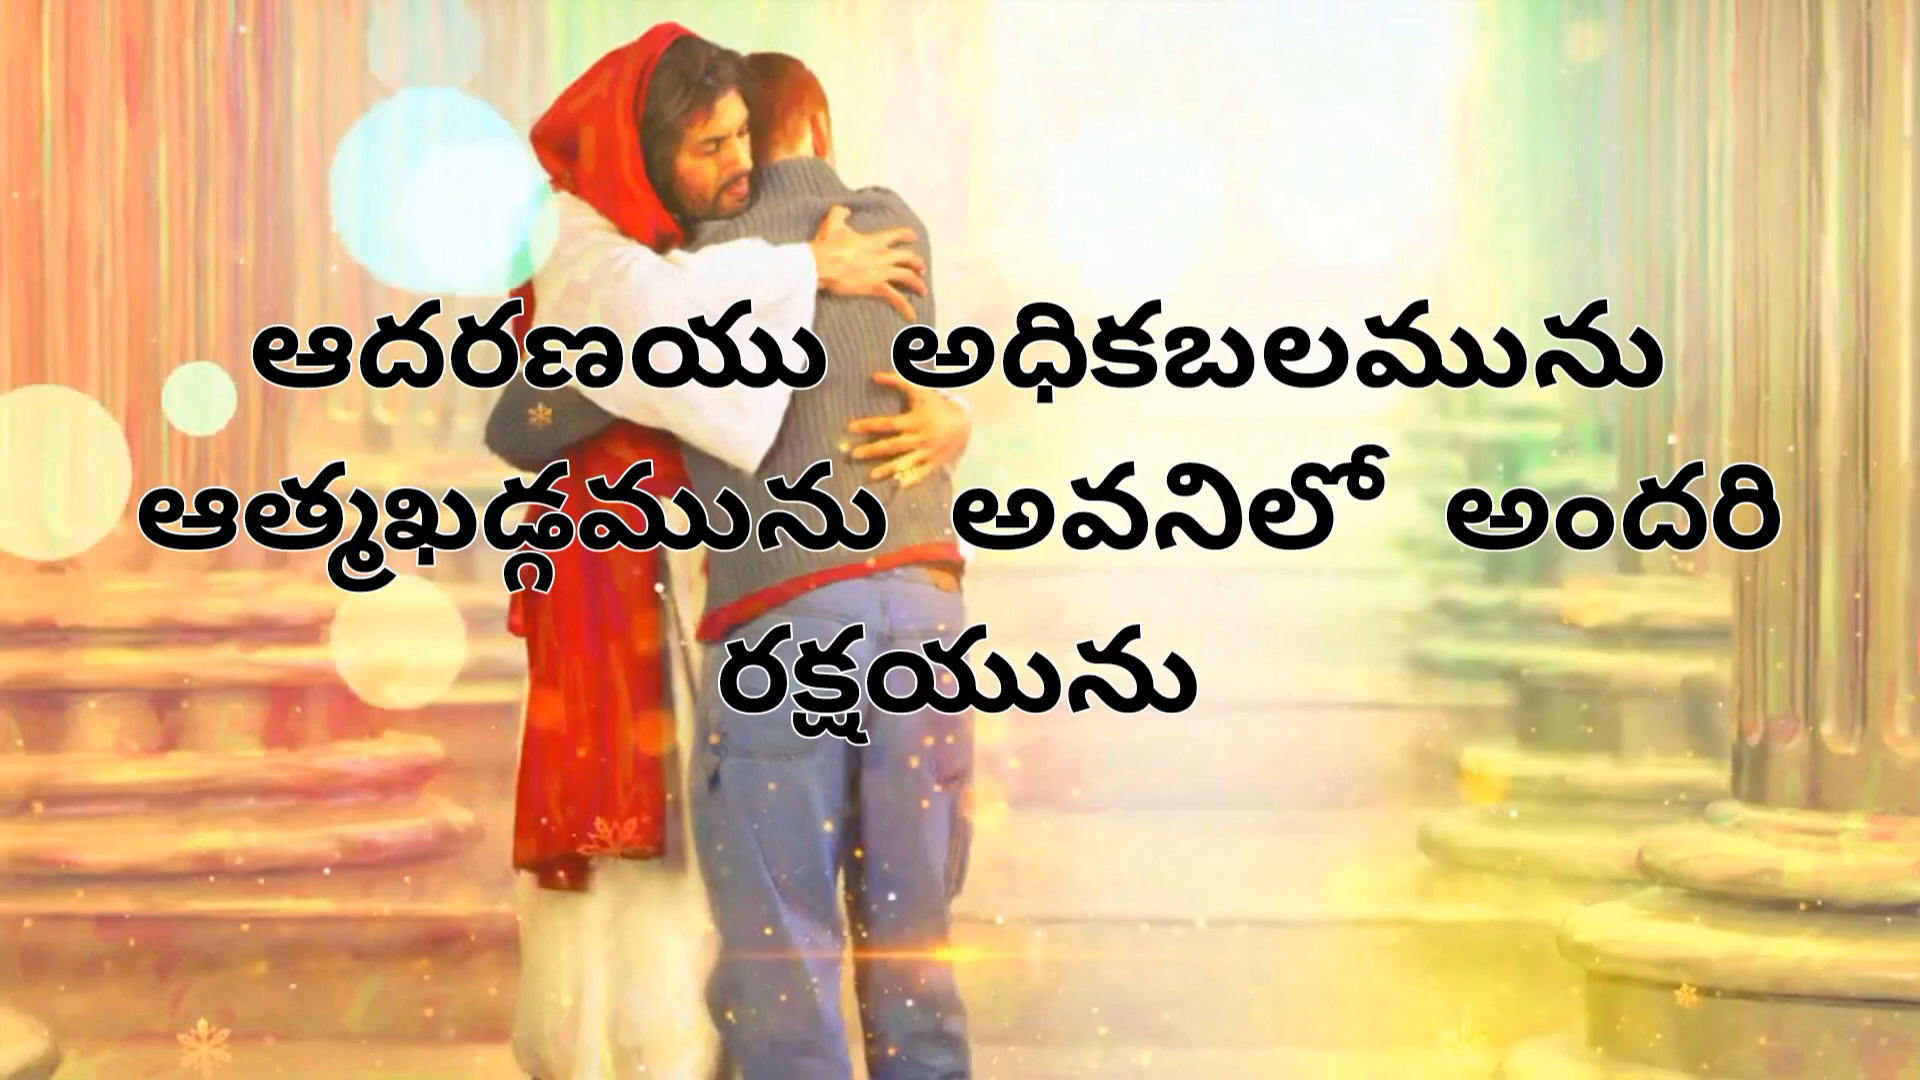 ఆదరణయు అధికబలమును
ఆత్మఖడ్గమును అవనిలో అందరి
రక్షయును